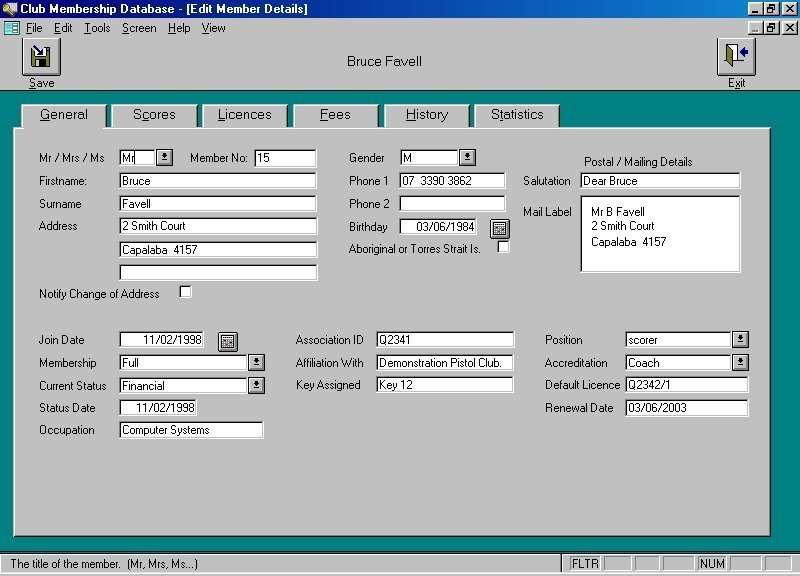 Club Membership Database - [Edit Member Details]
File Edit Tools Screen Help View
Save
Bruce Favell
Exit
General Scores Licences Fees History Statistics
Mr / Mrs / Ms Mr Member No: 15 Gender M Postal / Mailing Details
Firstname: Bruce Phone 1 07 3390 3862 Salutation Dear Bruce
Surname Favell Phone 2
Mail Label Mr B Favell
2 Smith Court
Capalaba 4157
Address 2 Smith Court Birthday 03/06/1984
Capalaba 4157 Aboriginal or Torres Strait Is.
Notify Change of Address
Join Date 11/02/1998 Association ID Q2341 Position scorer
Membership Full Affiliation With Demonstration Pistol Club. Accreditation Coach
Current Status Financial Key Assigned Key 12 Default Licence Q2342/1
Status Date 11/02/1998 Renewal Date 03/06/2003
Occupation Computer Systems
The title of the member. (Mr, Mrs, Ms...) FLTR NUM